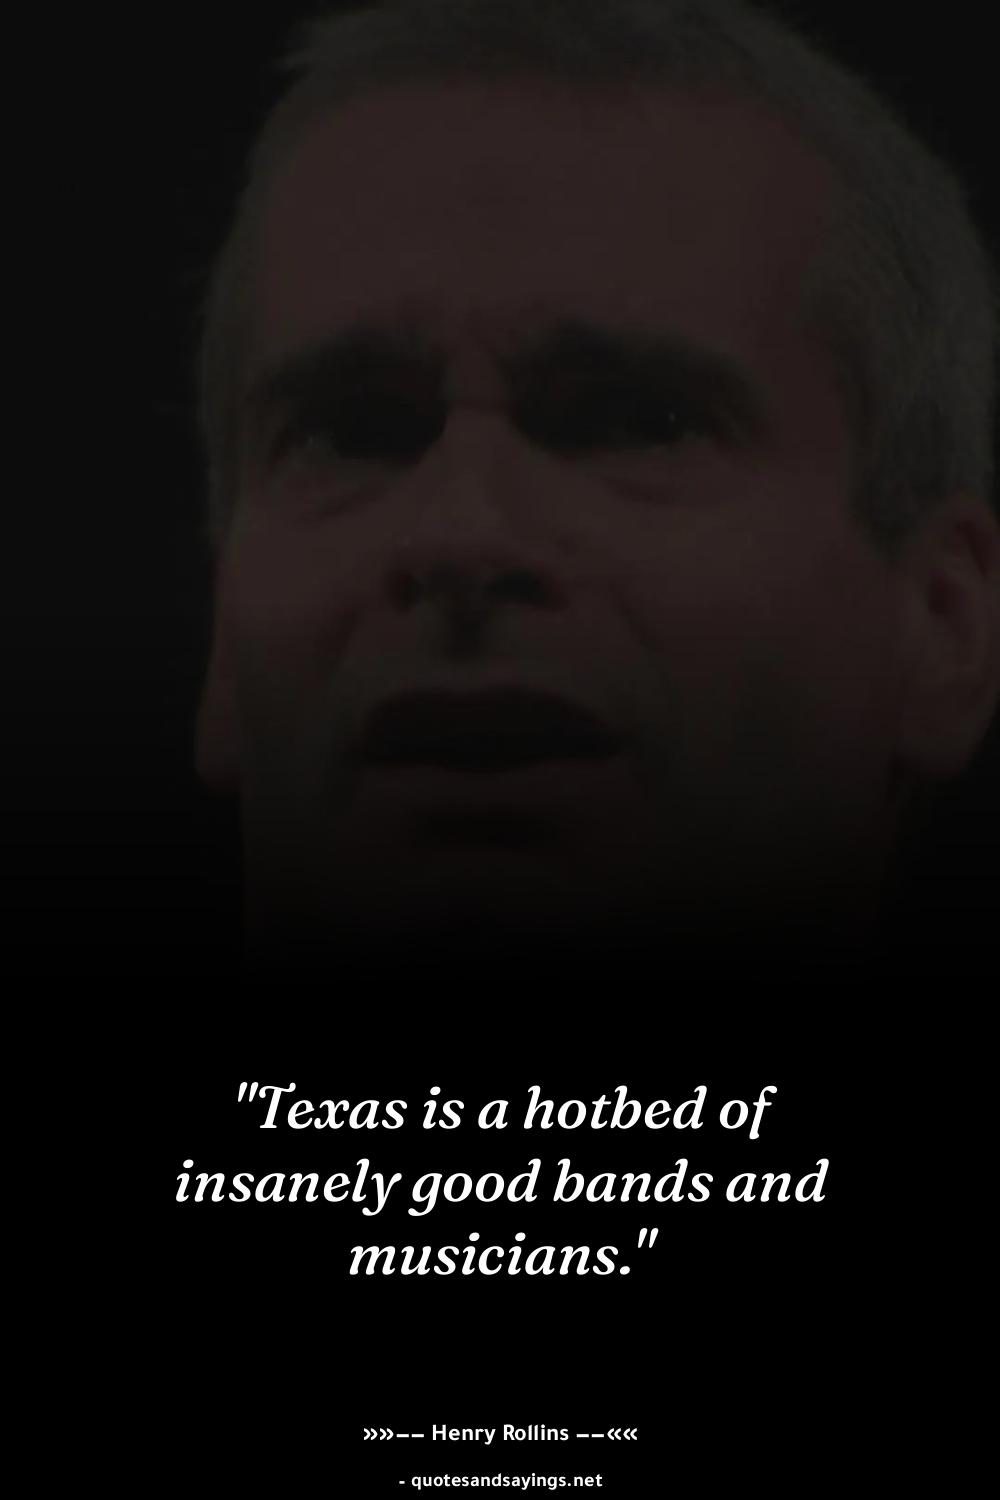 "Texas is a hotbed of
insanely good bands and
musicians."
»»−− Henry Rollins −−««
- quotesandsayings.net